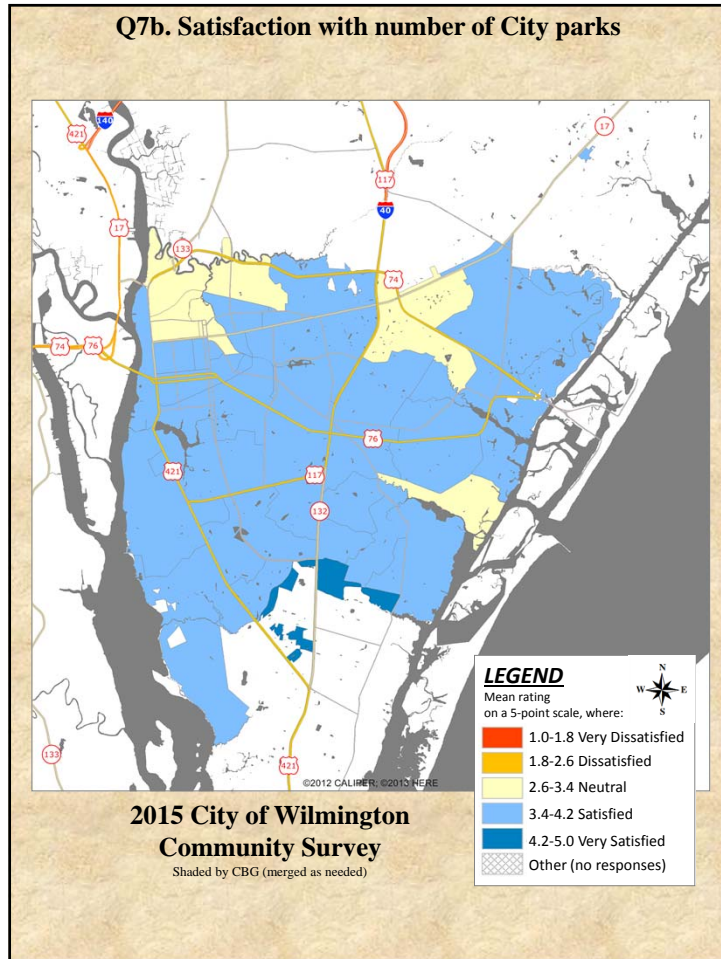 Q7b. Satisfaction with number of City parks
140
421
17
117
40
17
133
74
74
76
76
421
117
132
133
421
©2012 CALIPER; ©2013 HERE
LEGEND
Mean rating
on a 5-point scale, where:
N
W E
S
1.0-1.8 Very Dissatisfied
1.8-2.6 Dissatisfied
2.6-3.4 Neutral
3.4-4.2 Satisfied
4.2-5.0 Very Satisfied
Other (no responses)
2015 City of Wilmington
Community Survey
Shaded by CBG (merged as needed)